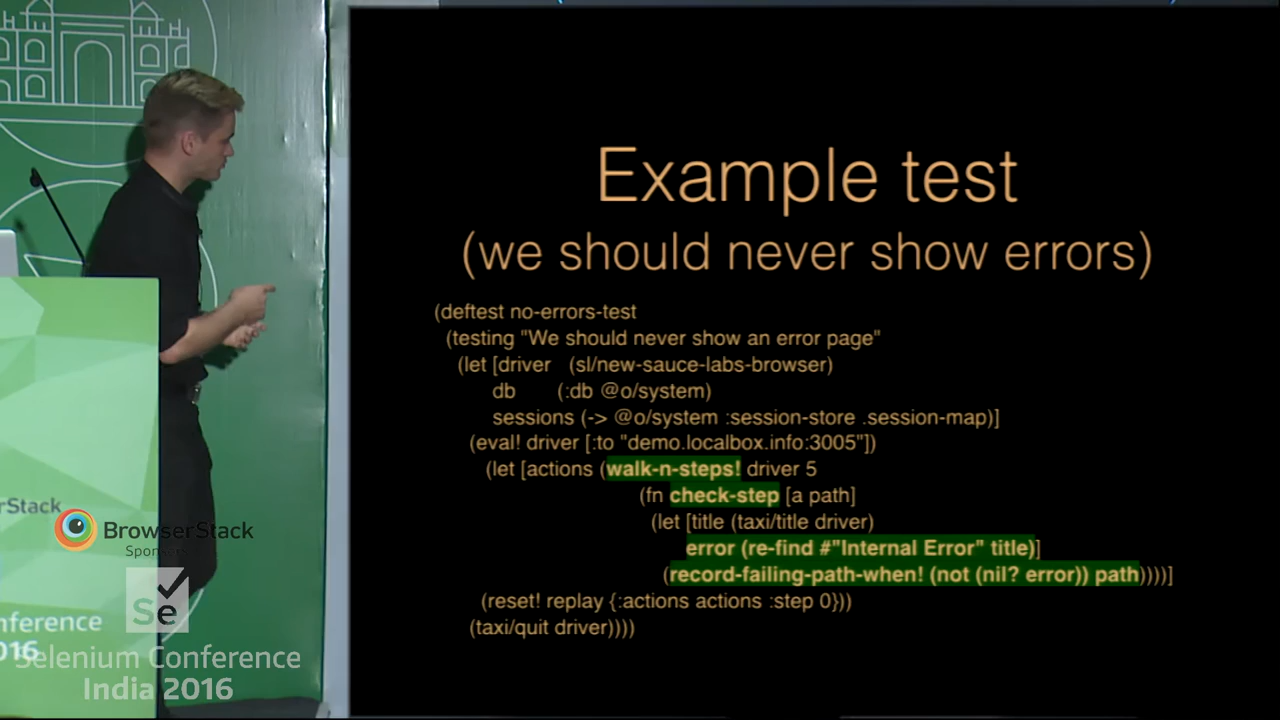 Example test
(we should never show errors)
(deftest no-errors-test
(testing "We should never show an error page"
(let [driver (sl/new-sauce-labs-browser)
db (:db @o/system)
sessions (-> @o/system :session-store .session-map)]
(eval! driver [:to "demo.localbox.info:3005"])
(let [actions (walk-n-steps! driver 5
(fn check-step [a path]
(let [title (taxi/title driver)
error (re-find #"Internal Error" title)]
(record-failing-path-when! (not (nil? error)) path))))]
(reset! replay {:actions actions :step 0}))
(taxi/quit driver))))
rStack
BrowserStack
Sponsor
Se
nference
016
Selenium Conference
India 2016